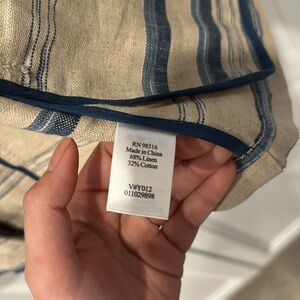 RN 98516
Made in China
68% Linen
32% Cotton
V#Y012
011029898